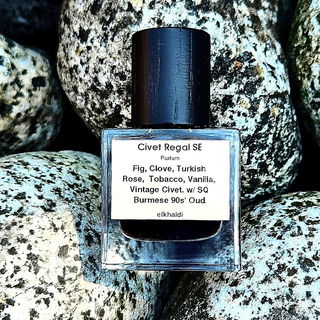 Civet Regal SE
Parfum
Fig, Clove, Turkish
Rose, Tobacco, Vanilla,
Vintage Civet. w/ SQ
Burmese 90s' Oud.
elkhaldi